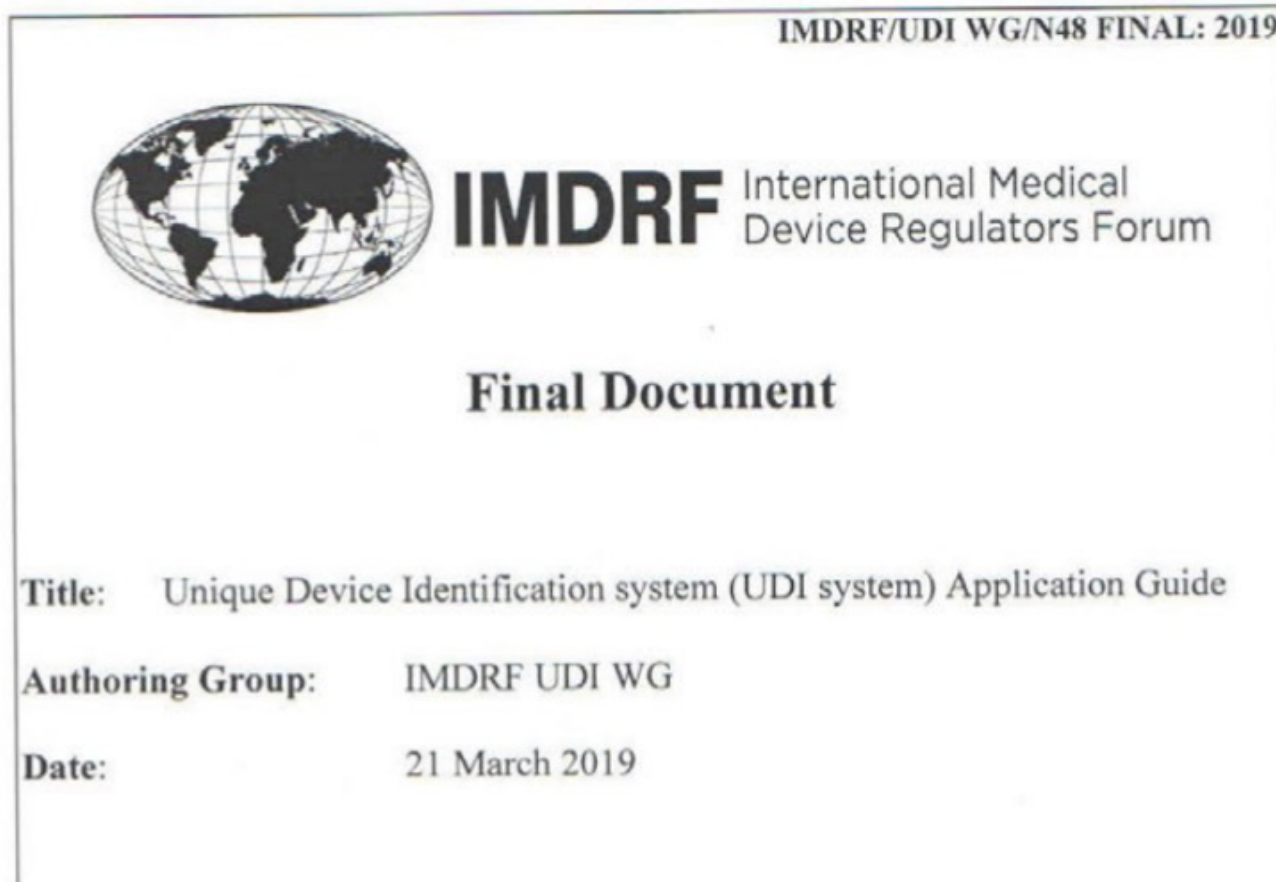 IMDRF/UDI WG/N48 FINAL: 2019
IMDRF International Medical
Device Regulators Forum
Final Document
Title: Unique Device Identification system (UDI system) Application Guide
Authoring Group: IMDRF UDI WG
Date: 21 March 2019